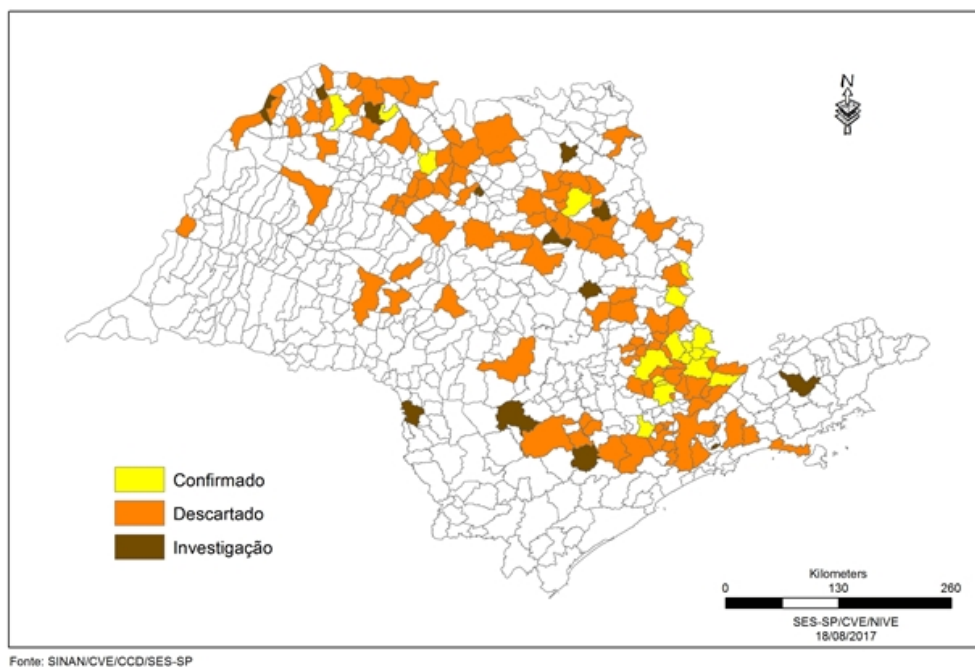 N
Confirmado
Descartado
Investigação
Kilometers
0 130 260
SES-SP/CVE/NIVE
18/08/2017
Fonte: SINAN/CVE/CCD/SES-SP